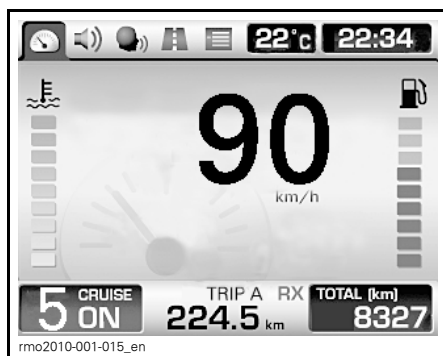 22°C 22:34
90
km/h
5 CRUISE ON
TRIP A RX
224.5 km
TOTAL (km)
8327
rmo2010-001-015_en